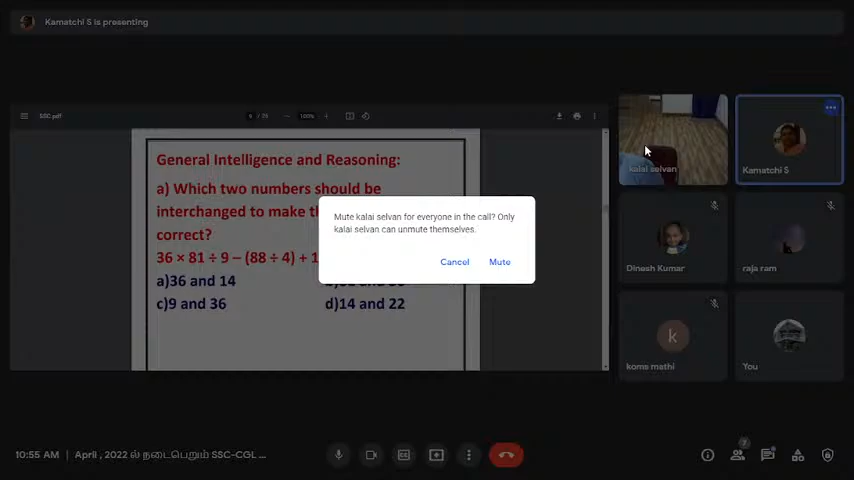 Kamatchi S is presenting
SSC.pdf
100%
General Intelligence and Reasoning:
a) Which two numbers should be
interchanged to make th
correct?
36 × 81 ÷ 9 − (88 ÷ 4) + 1
a)36 and 14
c)9 and 36
d)14 and 22
Mute kalai selvan for everyone in the call? Only
kalai selvan can unmute themselves.
Cancel
Mute
kalai selvan
Kamatchi S
Dinesh Kumar
raja ram
k
koms mathi
You
10:55 AM | April , 2022 ல் நடைபெறும் SSC-CGL ...
7